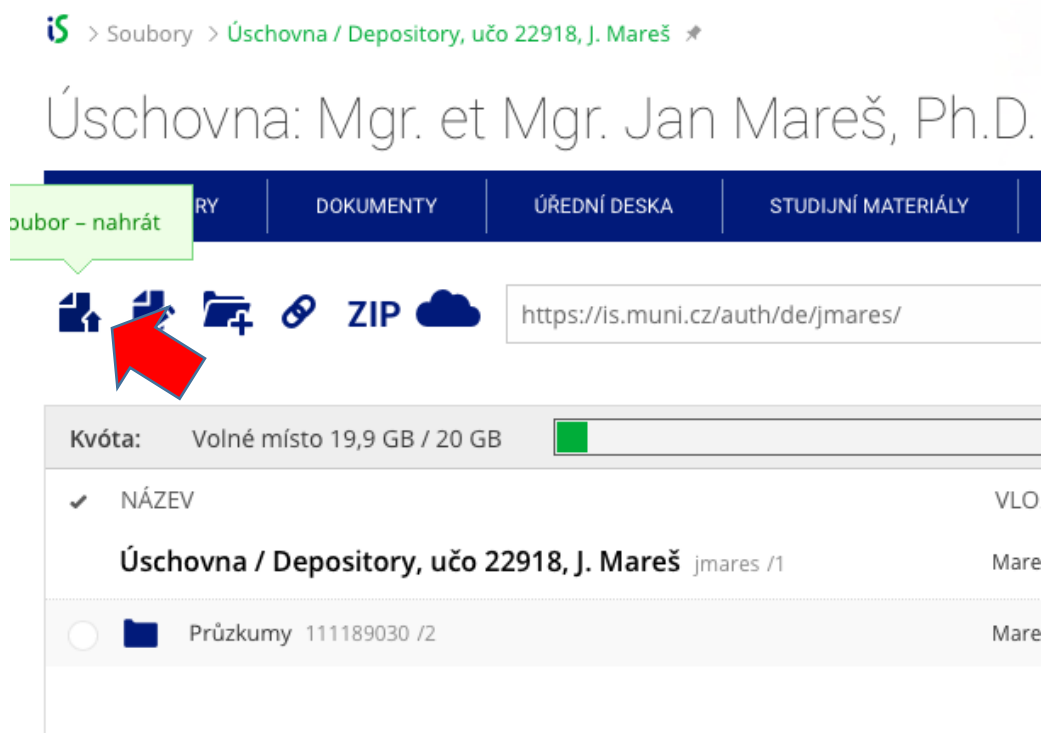 is > Soubory > Úschovna / Depository, učo 22918, J. Mareš
Úschovna: Mgr. et Mgr. Jan Mareš, Ph.D.
RY DOKUMENTY ÚŘEDNÍ DESKA STUDIJNÍ MATERIÁLY
oubor – nahrát
ZIP https://is.muni.cz/auth/de/jmares/
Kvóta: Volné místo 19,9 GB / 20 GB
NÁZEV VLO
Úschovna / Depository, učo 22918, J. Mareš jmares /1 Mare
Průzkumy 111189030 /2 Mare